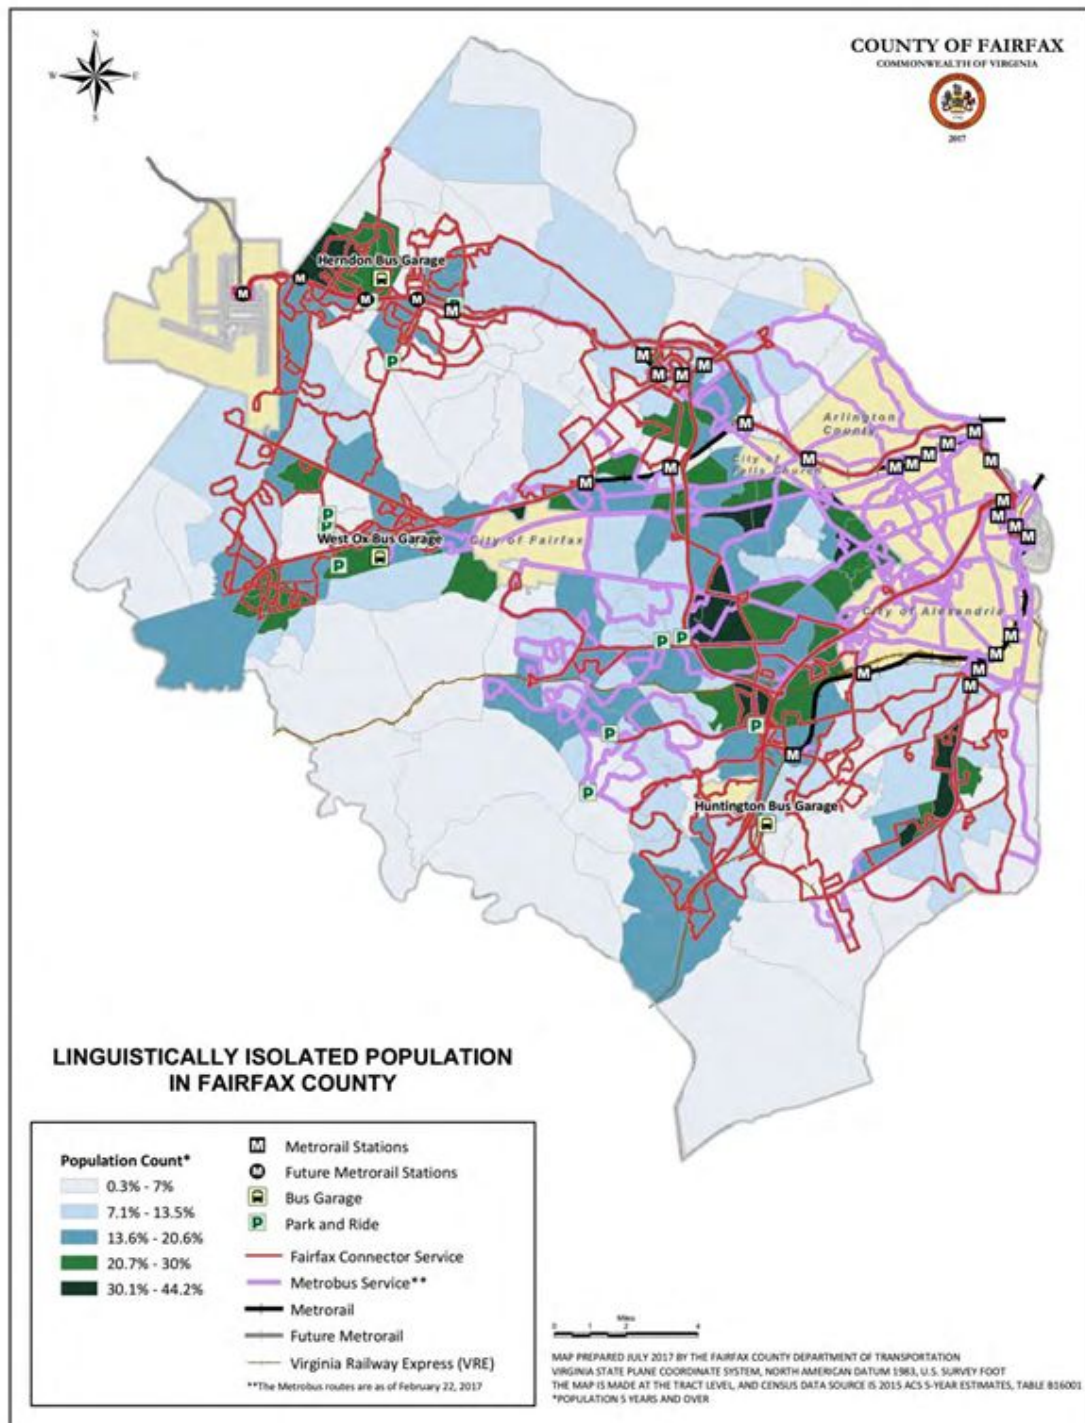 COUNTY OF FAIRFAX
COMMONWEALTH OF VIRGINIA
2017
N
W E
S
Herndon Bus Garage
Arlington
County
City of
Falls Church
West Ox Bus Garage
City of Fairfax
City of Alexandria
Huntington Bus Garage
LINGUISTICALLY ISOLATED POPULATION
IN FAIRFAX COUNTY
Population Count*
0.3% - 7%
7.1% - 13.5%
13.6% - 20.6%
20.7% - 30%
30.1% - 44.2%
M Metrorail Stations
M Future Metrorail Stations
Bus Garage
P Park and Ride
Fairfax Connector Service
Metrobus Service**
Metrorail
Future Metrorail
Virginia Railway Express (VRE)
**The Metrobus routes are as of February 22, 2017
Miles
0 1 2 4
MAP PREPARED JULY 2017 BY THE FAIRFAX COUNTY DEPARTMENT OF TRANSPORTATION
VIRGINIA STATE PLANE COORDINATE SYSTEM, NORTH AMERICAN DATUM 1983, U.S. SURVEY FOOT
THE MAP IS MADE AT THE TRACT LEVEL, AND CENSUS DATA SOURCE IS 2015 ACS 5-YEAR ESTIMATES, TABLE B16001
*POPULATION 5 YEARS AND OVER